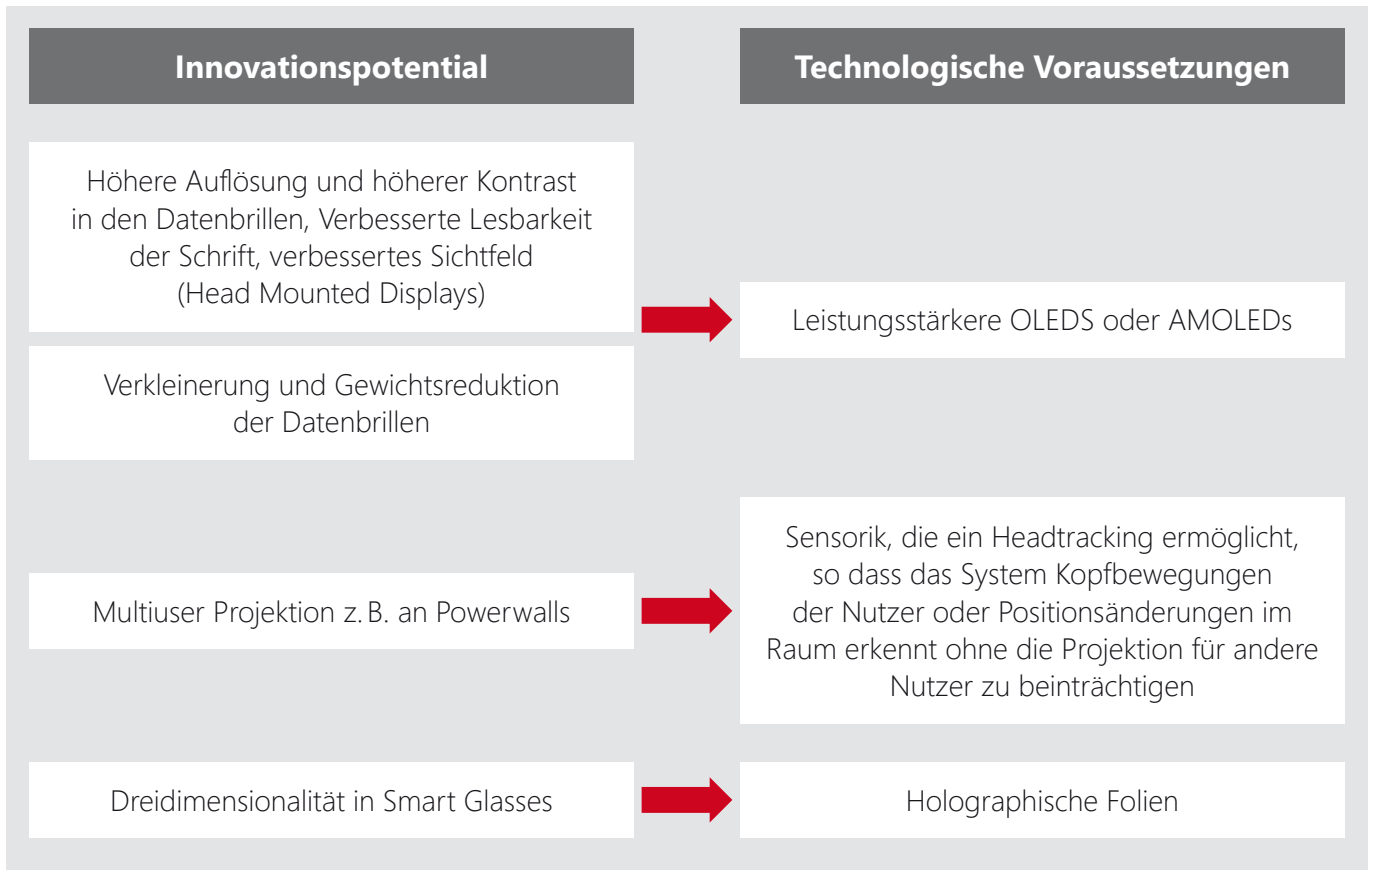 Innovationspotential
Technologische Voraussetzungen
Höhere Auflösung und höherer Kontrast
in den Datenbrillen, Verbesserte Lesbarkeit
der Schrift, verbessertes Sichtfeld
(Head Mounted Displays)
Verkleinerung und Gewichtsreduktion
der Datenbrillen
Leistungsstärkere OLEDS oder AMOLEDs
Multiuser Projektion z. B. an Powerwalls
Sensorik, die ein Headtracking ermöglicht,
so dass das System Kopfbewegungen
der Nutzer oder Positionsänderungen im
Raum erkennt ohne die Projektion für andere
Nutzer zu beinträchtigen
Dreidimensionalität in Smart Glasses
Holographische Folien